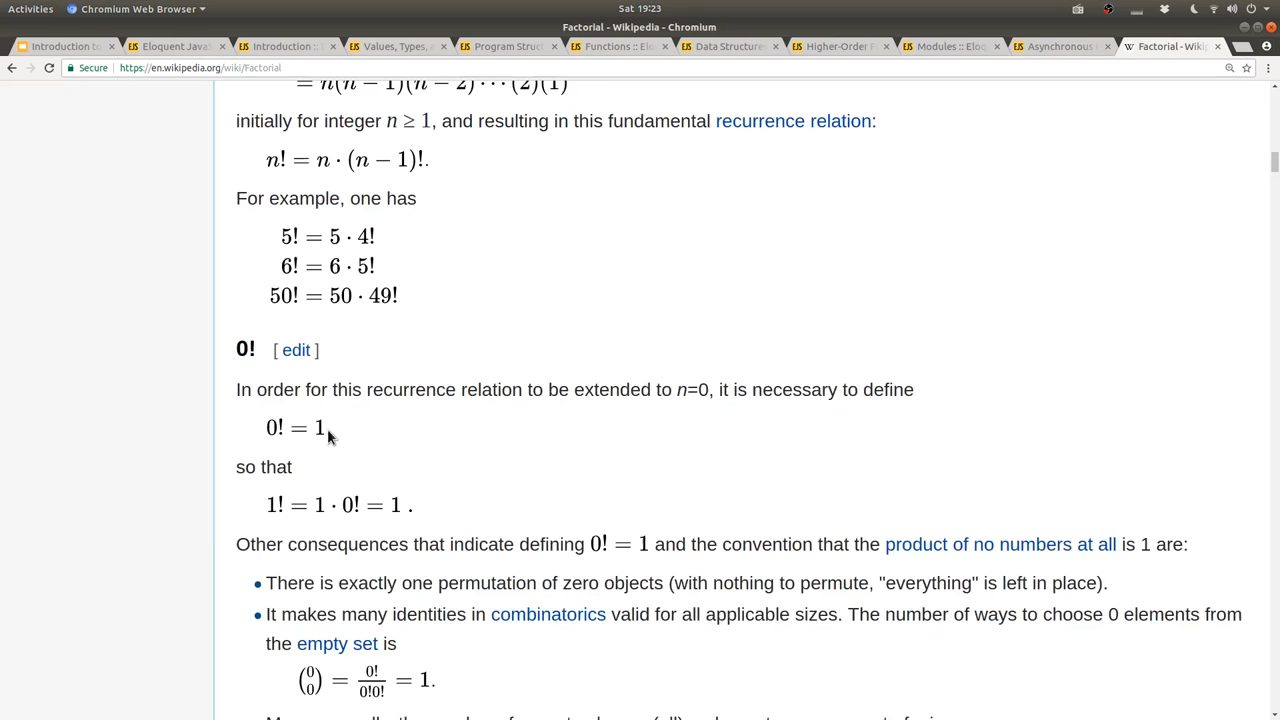 Activities Chromium Web Browser Sat 19:23
Factorial - Wikipedia - Chromium
Introduction to Eloquent JavaS Introduction :: Values, Types, a Program Struct Functions :: Elo Data Structure Higher-Order F Modules :: Eloq Asynchronous Factorial - Wiki
Secure https://en.wikipedia.org/wiki/Factorial
= n(n − 1)(n − 2) ⋯ (2)(1)
initially for integer n ≥ 1, and resulting in this fundamental recurrence relation:
n! = n · (n − 1)!.
For example, one has
5! = 5 · 4!
6! = 6 · 5!
50! = 50 · 49!
0! [ edit ]
In order for this recurrence relation to be extended to n=0, it is necessary to define
0! = 1
so that
1! = 1 · 0! = 1 .
Other consequences that indicate defining 0! = 1 and the convention that the product of no numbers at all is 1 are:
• There is exactly one permutation of zero objects (with nothing to permute, "everything" is left in place).
• It makes many identities in combinatorics valid for all applicable sizes. The number of ways to choose 0 elements from
the empty set is
(0 0) = 0!/0!0! = 1.